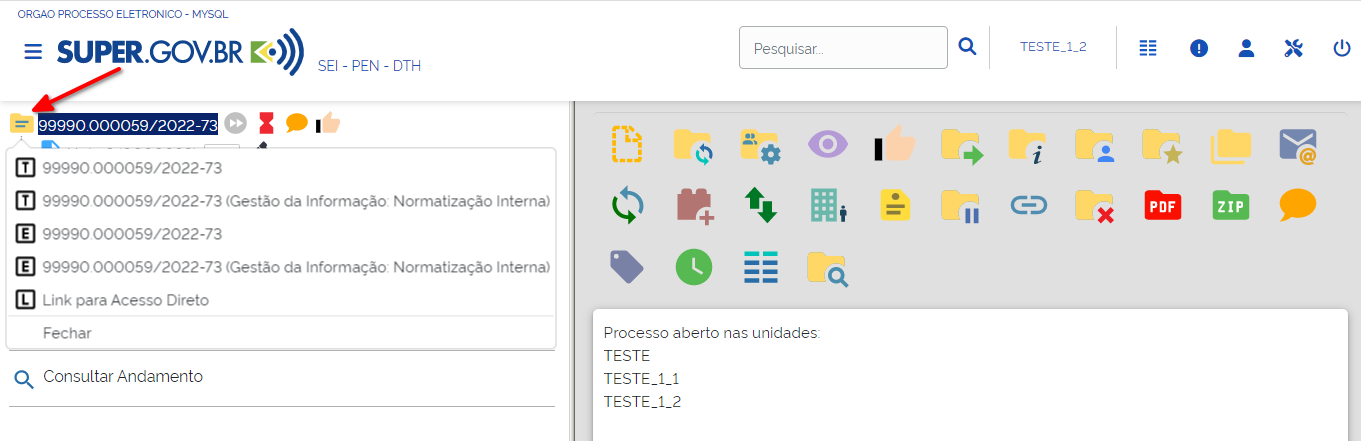 ORGAO PROCESSO ELETRONICO - MYSQL
SUPER.GOV.BR
SEI - PEN - DTH
Pesquisar...
TESTE_1_2
99990.000059/2022-73
T 99990.000059/2022-73
T 99990.000059/2022-73 (Gestão da Informação: Normatização Interna)
E 99990.000059/2022-73
E 99990.000059/2022-73 (Gestão da Informação: Normatização Interna)
L Link para Acesso Direto
Fechar
Consultar Andamento
PDF
ZIP
Processo aberto nas unidades:
TESTE
TESTE_1_1
TESTE_1_2